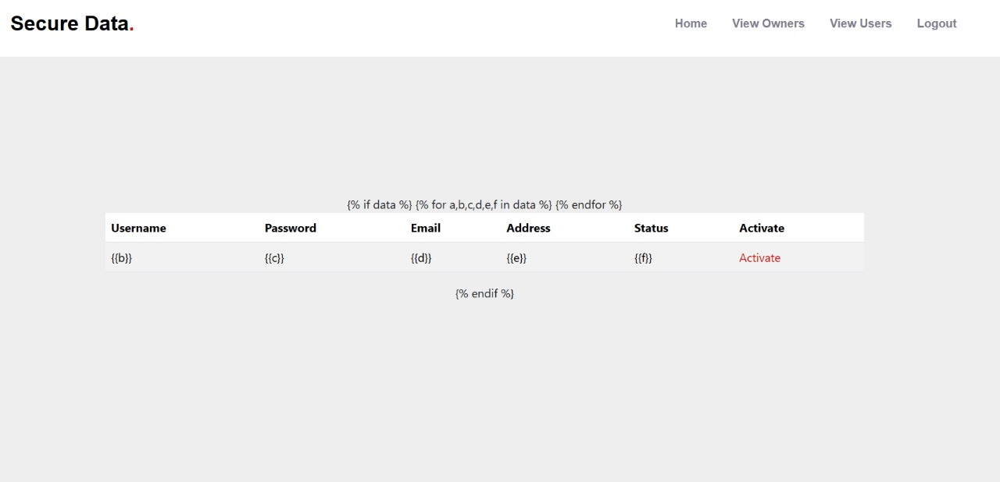 Secure Data.
Home View Owners View Users Logout
{% if data %} {% for a,b,c,d,e,f in data %} {% endfor %}
Username Password Email Address Status Activate
{{b}} {{c}} {{d}} {{e}} {{f}} Activate
{% endif %}